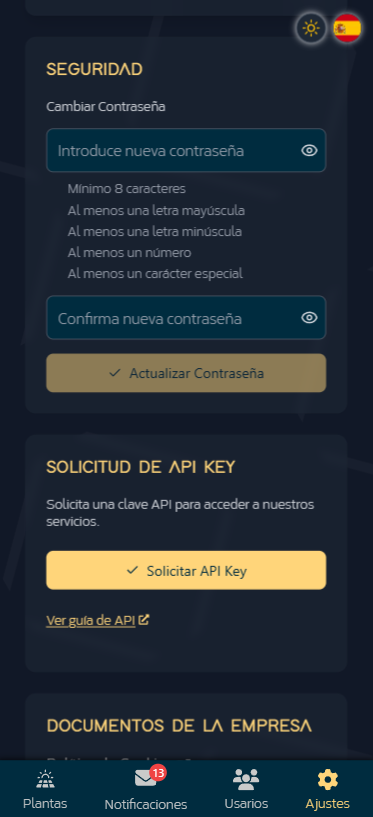 SEGURIDAD
Cambiar Contraseña
Introduce nueva contraseña
Mínimo 8 caracteres
Al menos una letra mayúscula
Al menos una letra minúscula
Al menos un número
Al menos un carácter especial
Confirma nueva contraseña
Actualizar Contraseña
SOLICITUD DE API KEY
Solicita una clave API para acceder a nuestros
servicios.
Solicitar API Key
Ver guía de API
DOCUMENTOS DE LA EMPRESA
13
Plantas Notificaciones Usarios Ajustes